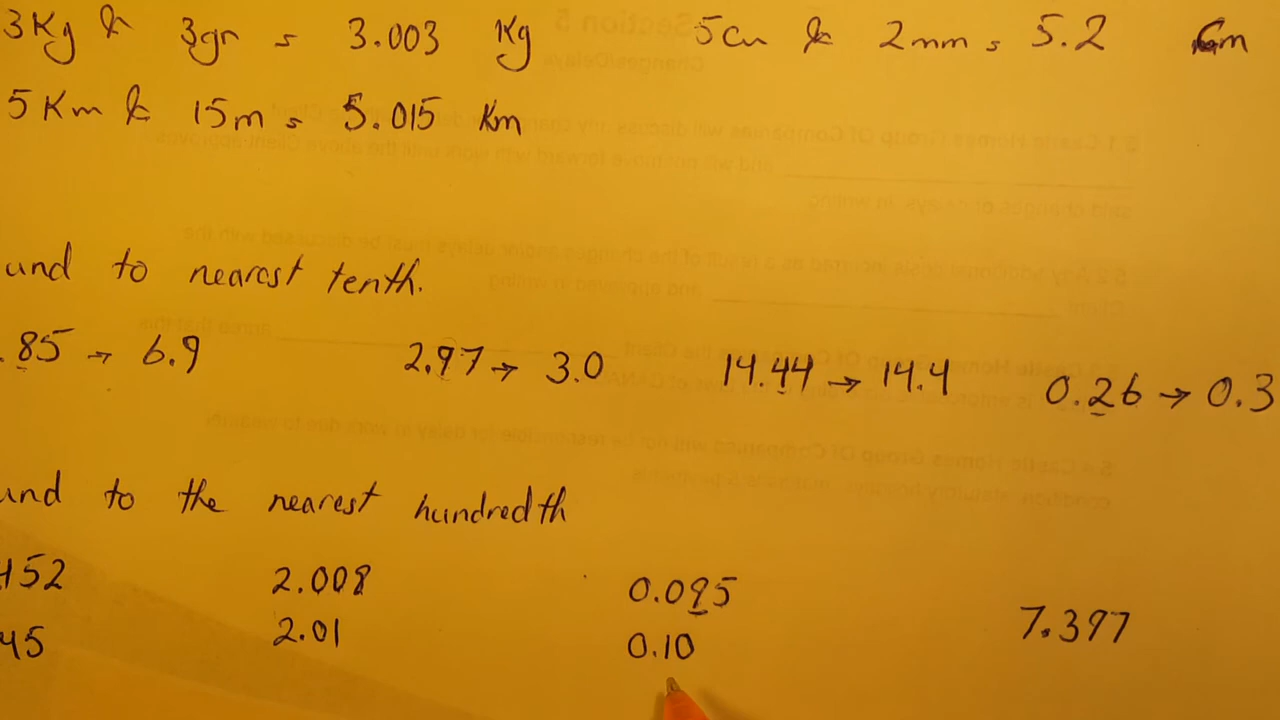 3Kg & 3gr = 3.003 Kg 5cm & 2mm = 5.2 Cm
5 Km & 15m = 5.015 Km
und to nearest tenth.
.85 → 6.9 2.97 → 3.0 14.44 → 14.4 0.26 → 0.3
und to the nearest hundredth
452 2.008 0.095 7.397
45 2.01 0.10